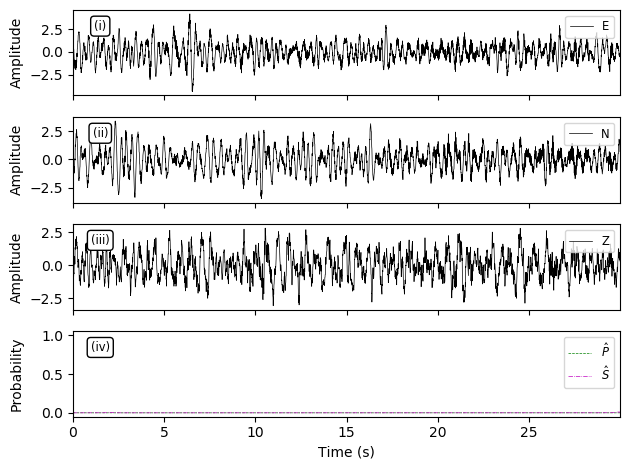 (i)
E
Amplitude
2.5
0.0
−2.5
(ii)
N
Amplitude
2.5
0.0
−2.5
(iii)
Z
Amplitude
2.5
0.0
−2.5
(iv)
P̂
Ŝ
Probability
1.0
0.5
0.0
0 5 10 15 20 25
Time (s)